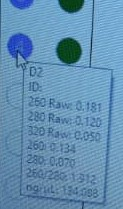 D2
ID:
260 Raw: 0.181
280 Raw: 0.120
320 Raw: 0.050
260: 0.134
280: 0.070
260/280: 1.912
ng/uL: 134.088